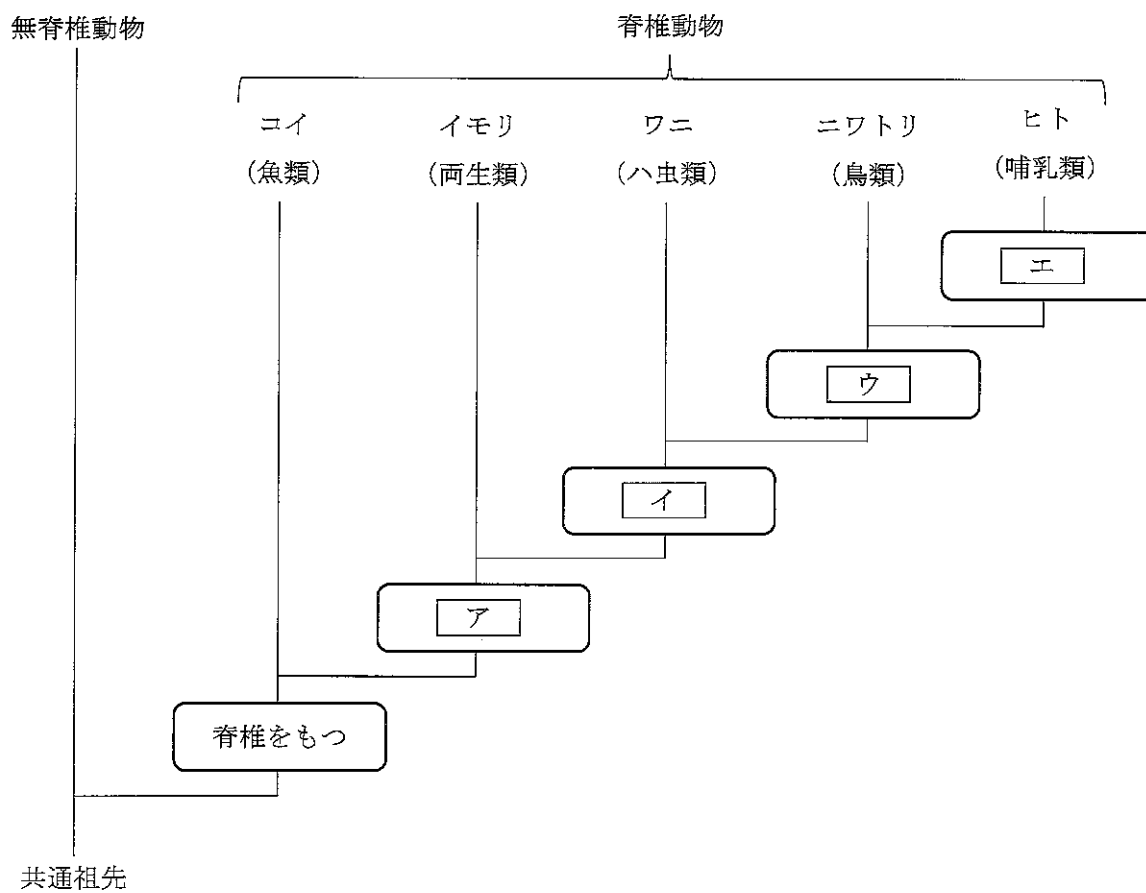 無脊椎動物
脊椎動物
コイ
(魚類)
イモリ
(両生類)
ワニ
(ハ虫類)
ニワトリ
(鳥類)
ヒト
(哺乳類)
エ
ウ
イ
ア
脊椎をもつ
共通祖先